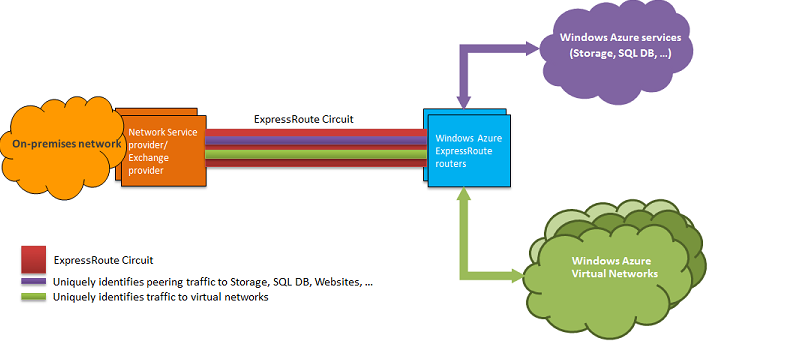 Windows Azure services
(Storage, SQL DB, ...)
ExpressRoute Circuit
On-premises network
Network Service
provider/
Exchange
provider
Windows Azure
ExpressRoute
routers
Windows Azure
Virtual Networks
ExpressRoute Circuit
Uniquely identifies peering traffic to Storage, SQL DB, Websites, ...
Uniquely identifies traffic to virtual networks